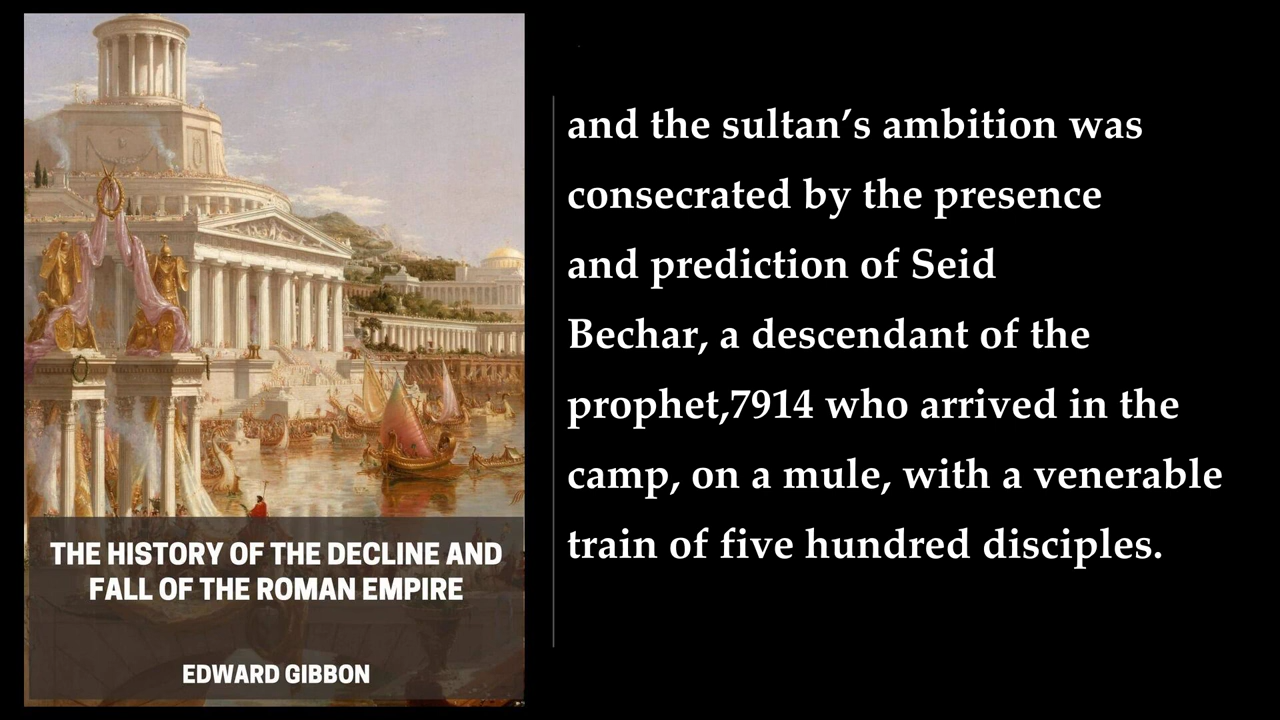 THE HISTORY OF THE DECLINE AND
FALL OF THE ROMAN EMPIRE
EDWARD GIBBON
and the sultan’s ambition was
consecrated by the presence
and prediction of Seid
Bechar, a descendant of the
prophet,7914 who arrived in the
camp, on a mule, with a venerable
train of five hundred disciples.